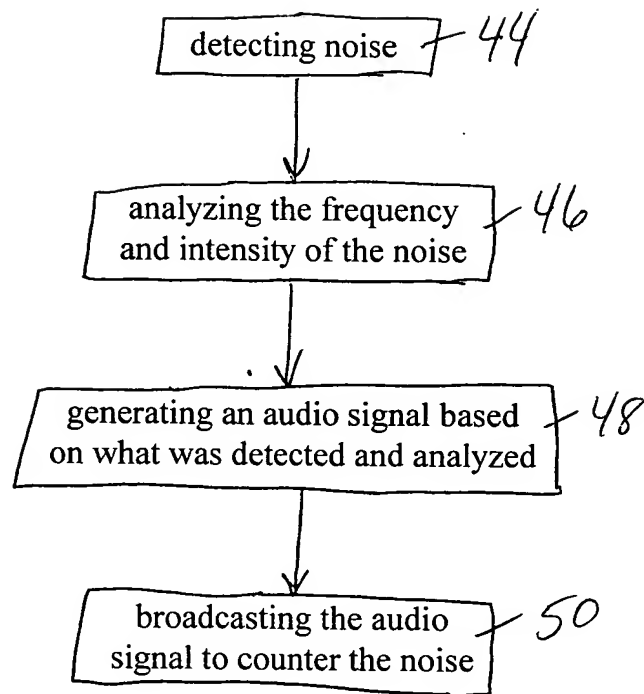 detecting noise 44
analyzing the frequency 46
and intensity of the noise
generating an audio signal based 48
on what was detected and analyzed
broadcasting the audio 50
signal to counter the noise